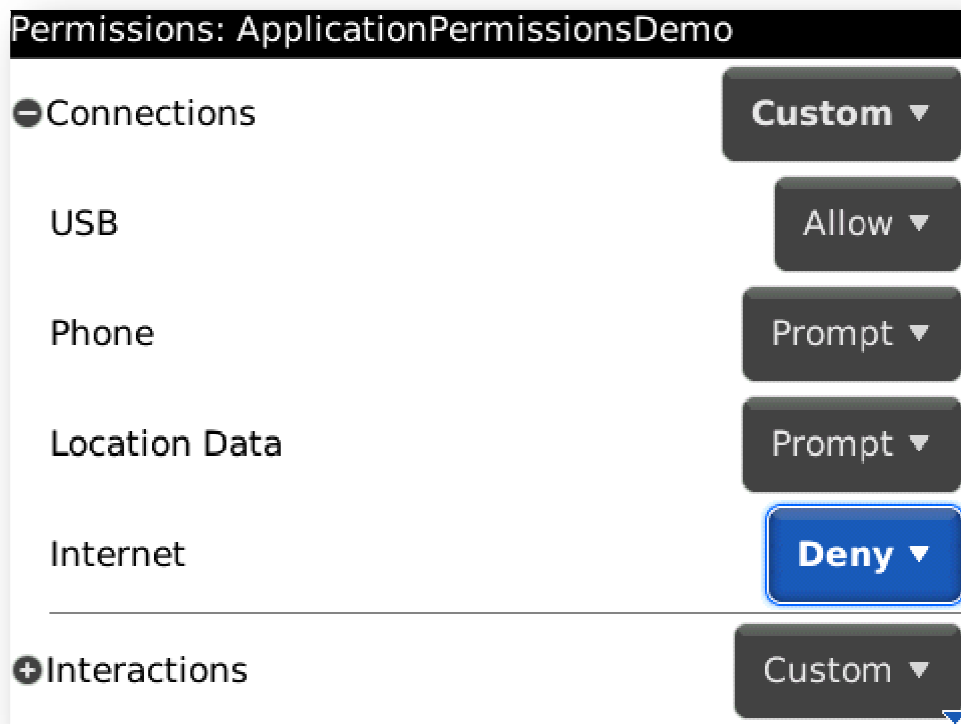 Permissions: ApplicationPermissionsDemo
Connections Custom
USB Allow
Phone Prompt
Location Data Prompt
Internet Deny
Interactions Custom